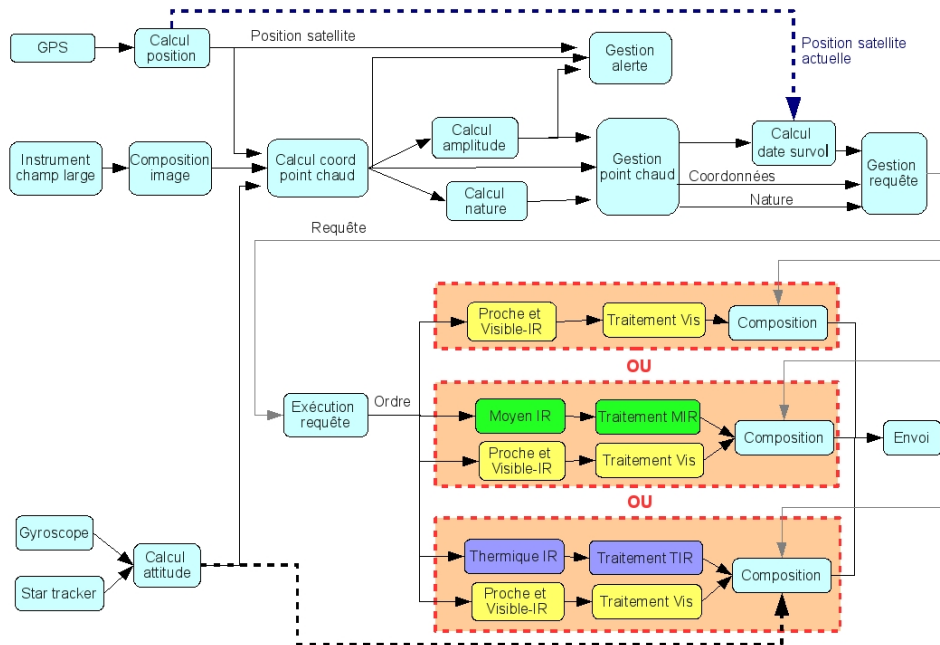 GPS
Calcul
position
Position satellite
Gestion
alerte
Position satellite
actuelle
Instrument
champ large
Composition
image
Calcul coord
point chaud
Calcul
amplitude
Calcul
nature
Gestion
point chaud
Calcul
date survol
Coordonnées
Nature
Gestion
requête
Requête
Proche et
Visible-IR
Traitement Vis
Composition
OU
Exécution
requête
Ordre
Moyen IR
Traitement MIR
Proche et
Visible-IR
Traitement Vis
Composition
Envoi
OU
Gyroscope
Star tracker
Calcul
attitude
Thermique IR
Traitement TIR
Proche et
Visible-IR
Traitement Vis
Composition